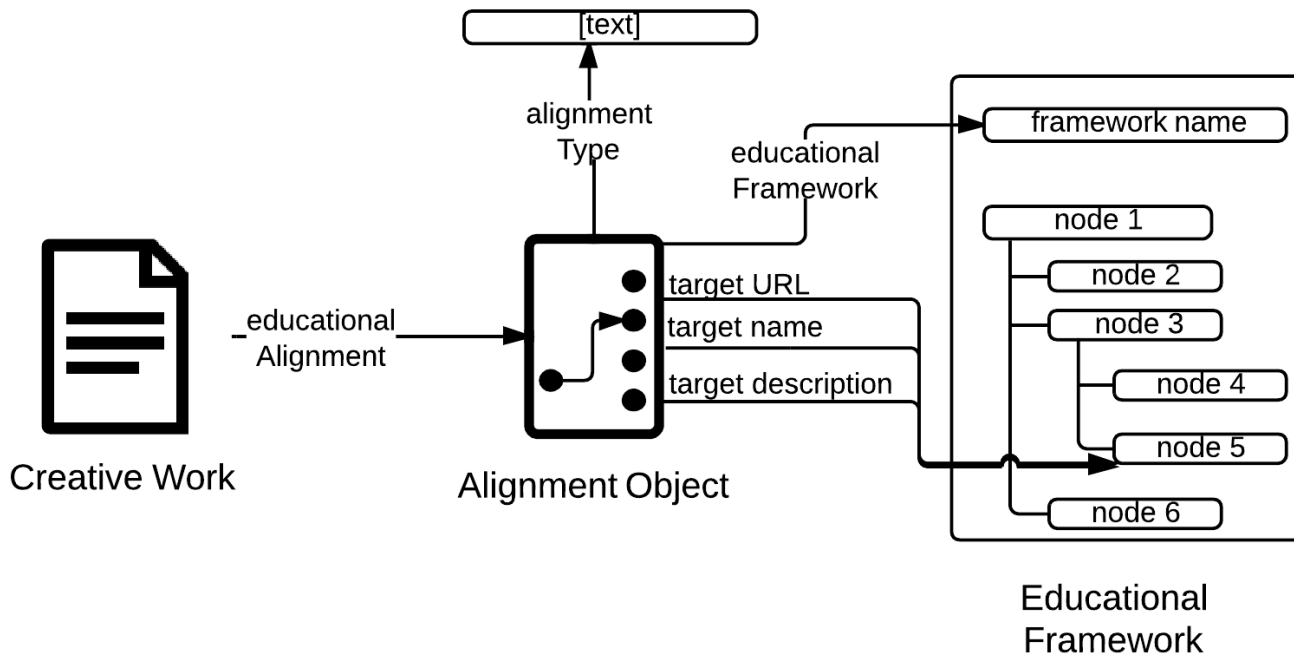 [text]
alignment
Type
educational
Framework
framework name
node 1
node 2
node 3
node 4
node 5
node 6
educational
Alignment
target URL
target name
target description
Creative Work
Alignment Object
Educational
Framework